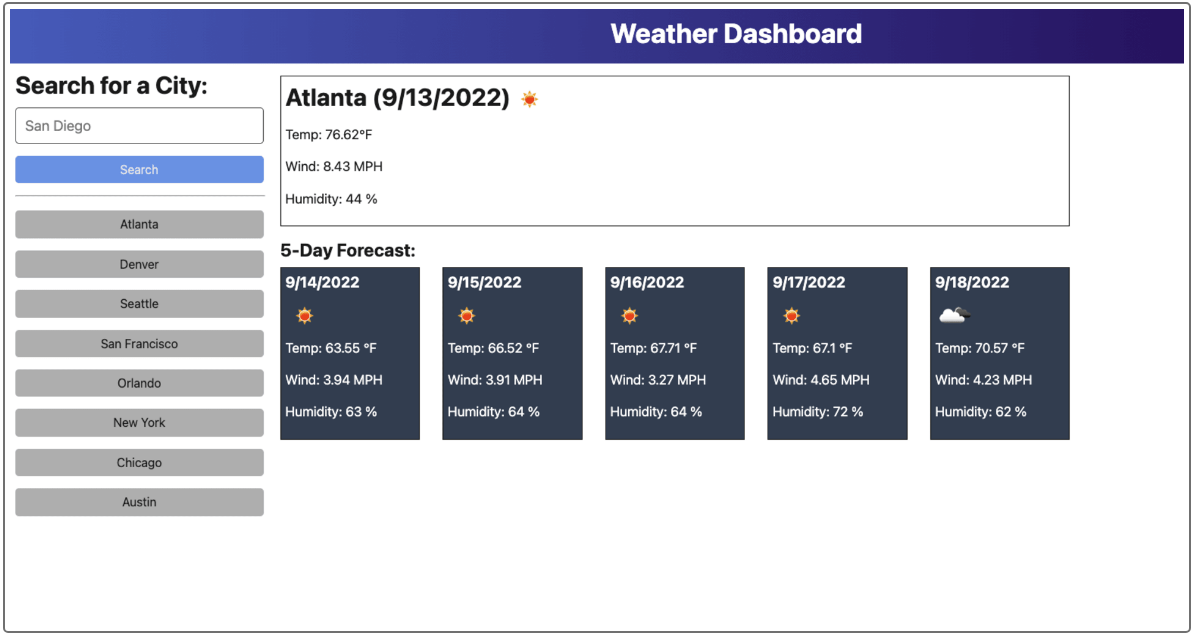 Weather Dashboard
Search for a City:
San Diego
Search
Atlanta
Denver
Seattle
San Francisco
Orlando
New York
Chicago
Austin
Atlanta (9/13/2022)
Temp: 76.62°F
Wind: 8.43 MPH
Humidity: 44 %
5-Day Forecast:
9/14/2022
Temp: 63.55 °F
Wind: 3.94 MPH
Humidity: 63 %
9/15/2022
Temp: 66.52 °F
Wind: 3.91 MPH
Humidity: 64 %
9/16/2022
Temp: 67.71 °F
Wind: 3.27 MPH
Humidity: 64 %
9/17/2022
Temp: 67.1 °F
Wind: 4.65 MPH
Humidity: 72 %
9/18/2022
Temp: 70.57 °F
Wind: 4.23 MPH
Humidity: 62 %